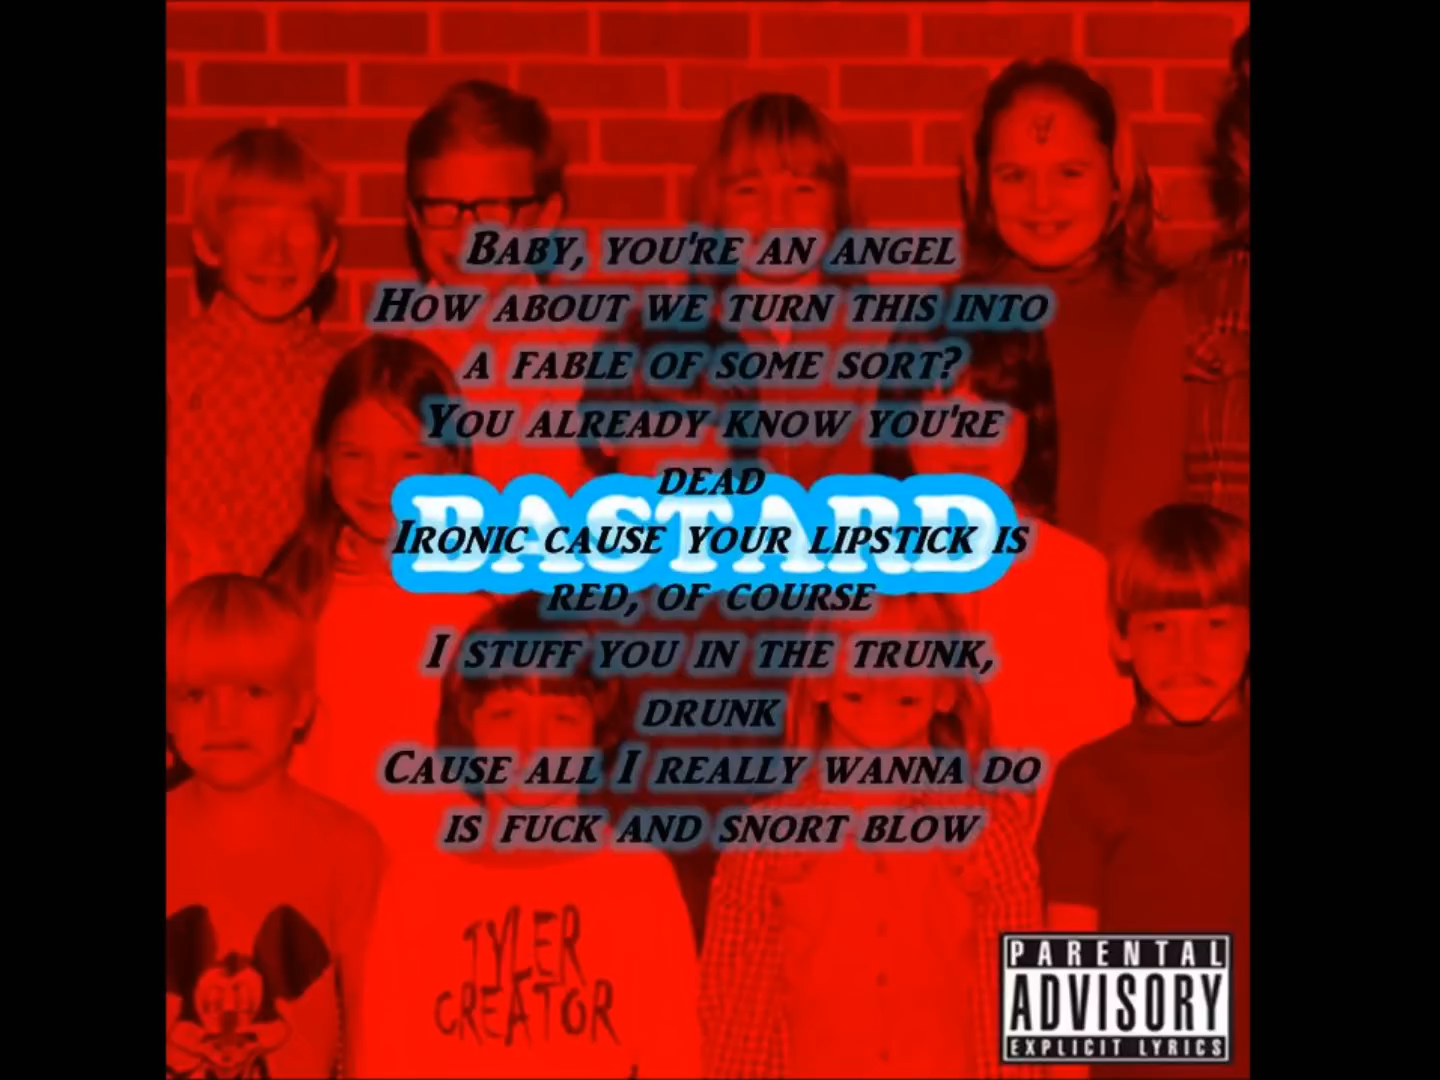 BABY, YOU'RE AN ANGEL
HOW ABOUT WE TURN THIS INTO
A FABLE OF SOME SORT?
YOU ALREADY KNOW YOU'RE
DEAD
BASTARD
IRONIC CAUSE YOUR LIPSTICK IS
RED, OF COURSE
I STUFF YOU IN THE TRUNK,
DRUNK
CAUSE ALL I REALLY WANNA DO
IS FUCK AND SNORT BLOW
TYLER
CREATOR
PARENTAL
ADVISORY
EXPLICIT LYRICS